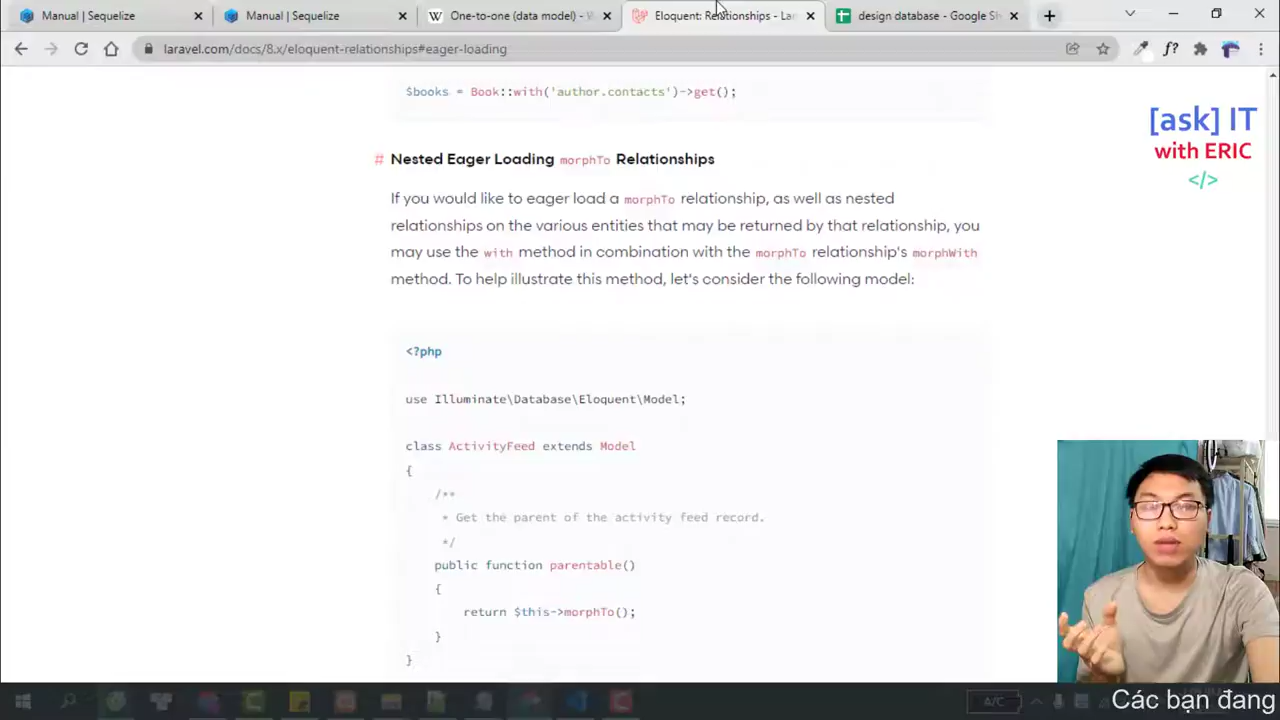 Manual | Sequelize
Manual | Sequelize
One-to-one (data model) - W
Eloquent: Relationships - La
design database - Google Sh
laravel.com/docs/8.x/eloquent-relationships#eager-loading
$books = Book::with('author.contacts')->get();
[ask] IT
with ERIC
</>
# Nested Eager Loading morphTo Relationships
If you would like to eager load a morphTo relationship, as well as nested
relationships on the various entities that may be returned by that relationship, you
may use the with method in combination with the morphTo relationship's morphWith
method. To help illustrate this method, let's consider the following model:
<?php
use Illuminate\Database\Eloquent\Model;
class ActivityFeed extends Model
{
/**
* Get the parent of the activity feed record.
*/
public function parentable()
{
return $this->morphTo();
}
}
A/C
Các bạn đang